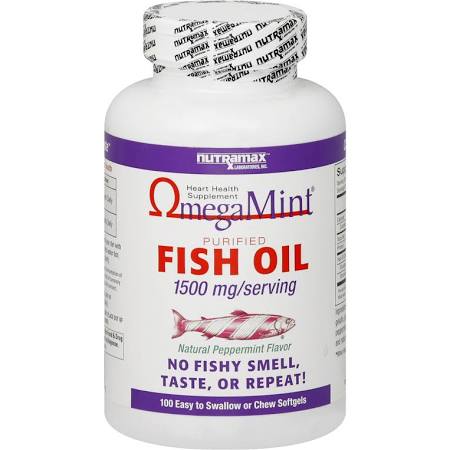 nutramax
nutramax
LABORATORIES, INC.
Heart Health
Supplement
ΩmegaMint®
PURIFIED
FISH OIL
1500 mg/serving
®
Natural Peppermint Flavor
NO FISHY SMELL,
TASTE, OR REPEAT!
100 Easy to Swallow or Chew Softgels